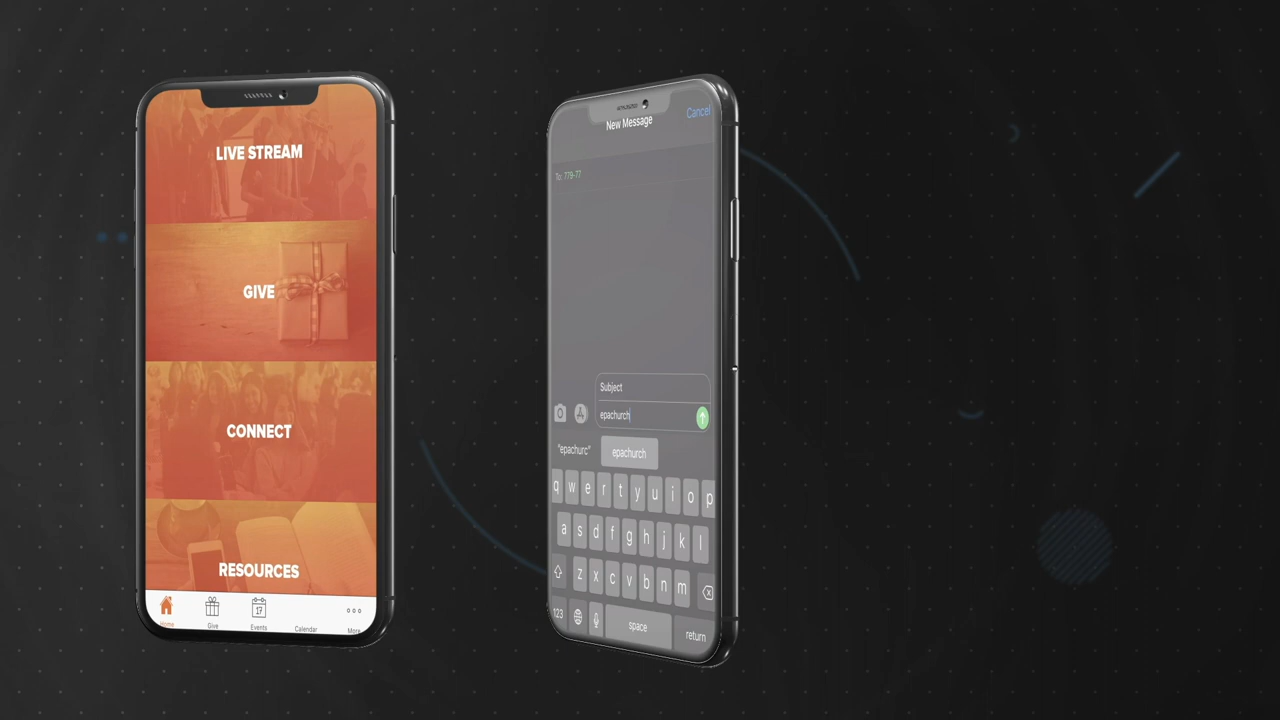 LIVE STREAM
GIVE
CONNECT
RESOURCES
Home
Give
17
Events
Calendar
More
New Message
Cancel
To: 779-77
Subject
epachurch
"epachurc" epachurch
q w e r t y u i o p
a s d f g h j k l
z x c v b n m
123 space return